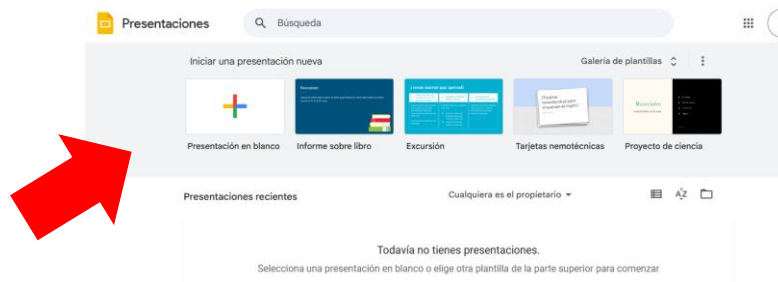 Presentaciones
Búsqueda
Iniciar una presentación nueva
Galería de plantillas
Presentación en blanco
Informe sobre libro
Excursión
Tarjetas nemotécnicas
Proyecto de ciencia
Presentaciones recientes
Cualquiera es el propietario
AZ
Todavía no tienes presentaciones.
Selecciona una presentación en blanco o elige otra plantilla de la parte superior para comenzar